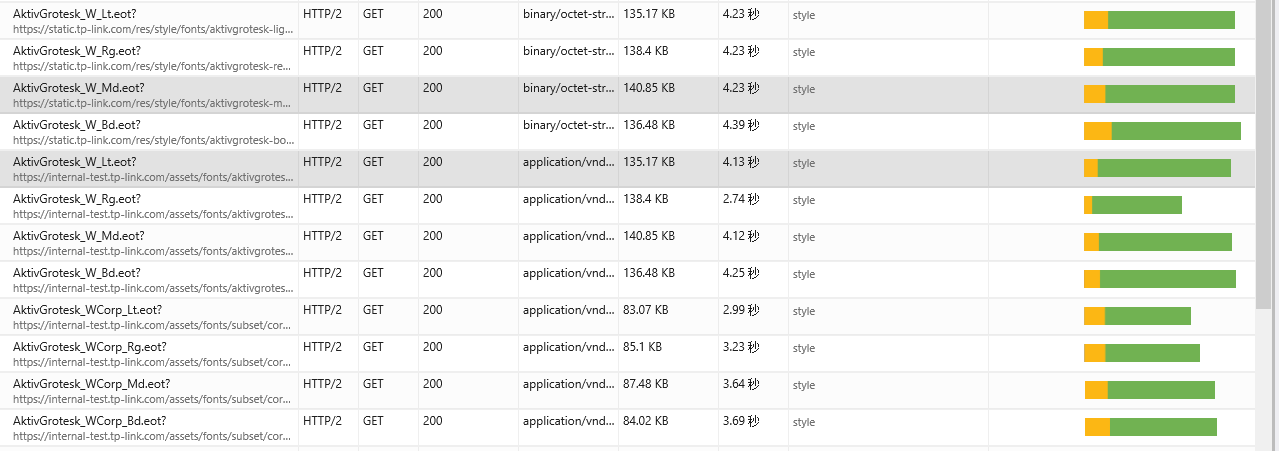 AktivGrotesk_W_Lt.eot? HTTP/2 GET 200 binary/octet-str... 135.17 KB 4.23 秒 style
https://static.tp-link.com/res/style/fonts/aktivgrotesk-lig...
AktivGrotesk_W_Rg.eot? HTTP/2 GET 200 binary/octet-str... 138.4 KB 4.23 秒 style
https://static.tp-link.com/res/style/fonts/aktivgrotesk-re...
AktivGrotesk_W_Md.eot? HTTP/2 GET 200 binary/octet-str... 140.85 KB 4.23 秒 style
https://static.tp-link.com/res/style/fonts/aktivgrotesk-m...
AktivGrotesk_W_Bd.eot? HTTP/2 GET 200 binary/octet-str... 136.48 KB 4.39 秒 style
https://static.tp-link.com/res/style/fonts/aktivgrotesk-bo...
AktivGrotesk_W_Lt.eot? HTTP/2 GET 200 application/vnd... 135.17 KB 4.13 秒 style
https://internal-test.tp-link.com/assets/fonts/aktivgrotes...
AktivGrotesk_W_Rg.eot? HTTP/2 GET 200 application/vnd... 138.4 KB 2.74 秒 style
https://internal-test.tp-link.com/assets/fonts/aktivgrotes...
AktivGrotesk_W_Md.eot? HTTP/2 GET 200 application/vnd... 140.85 KB 4.12 秒 style
https://internal-test.tp-link.com/assets/fonts/aktivgrotes...
AktivGrotesk_W_Bd.eot? HTTP/2 GET 200 application/vnd... 136.48 KB 4.25 秒 style
https://internal-test.tp-link.com/assets/fonts/aktivgrotes...
AktivGrotesk_WCorp_Lt.eot? HTTP/2 GET 200 application/vnd... 83.07 KB 2.99 秒 style
https://internal-test.tp-link.com/assets/fonts/subset/cor...
AktivGrotesk_WCorp_Rg.eot? HTTP/2 GET 200 application/vnd... 85.1 KB 3.23 秒 style
https://internal-test.tp-link.com/assets/fonts/subset/cor...
AktivGrotesk_WCorp_Md.eot? HTTP/2 GET 200 application/vnd... 87.48 KB 3.64 秒 style
https://internal-test.tp-link.com/assets/fonts/subset/cor...
AktivGrotesk_WCorp_Bd.eot? HTTP/2 GET 200 application/vnd... 84.02 KB 3.69 秒 style
https://internal-test.tp-link.com/assets/fonts/subset/cor...